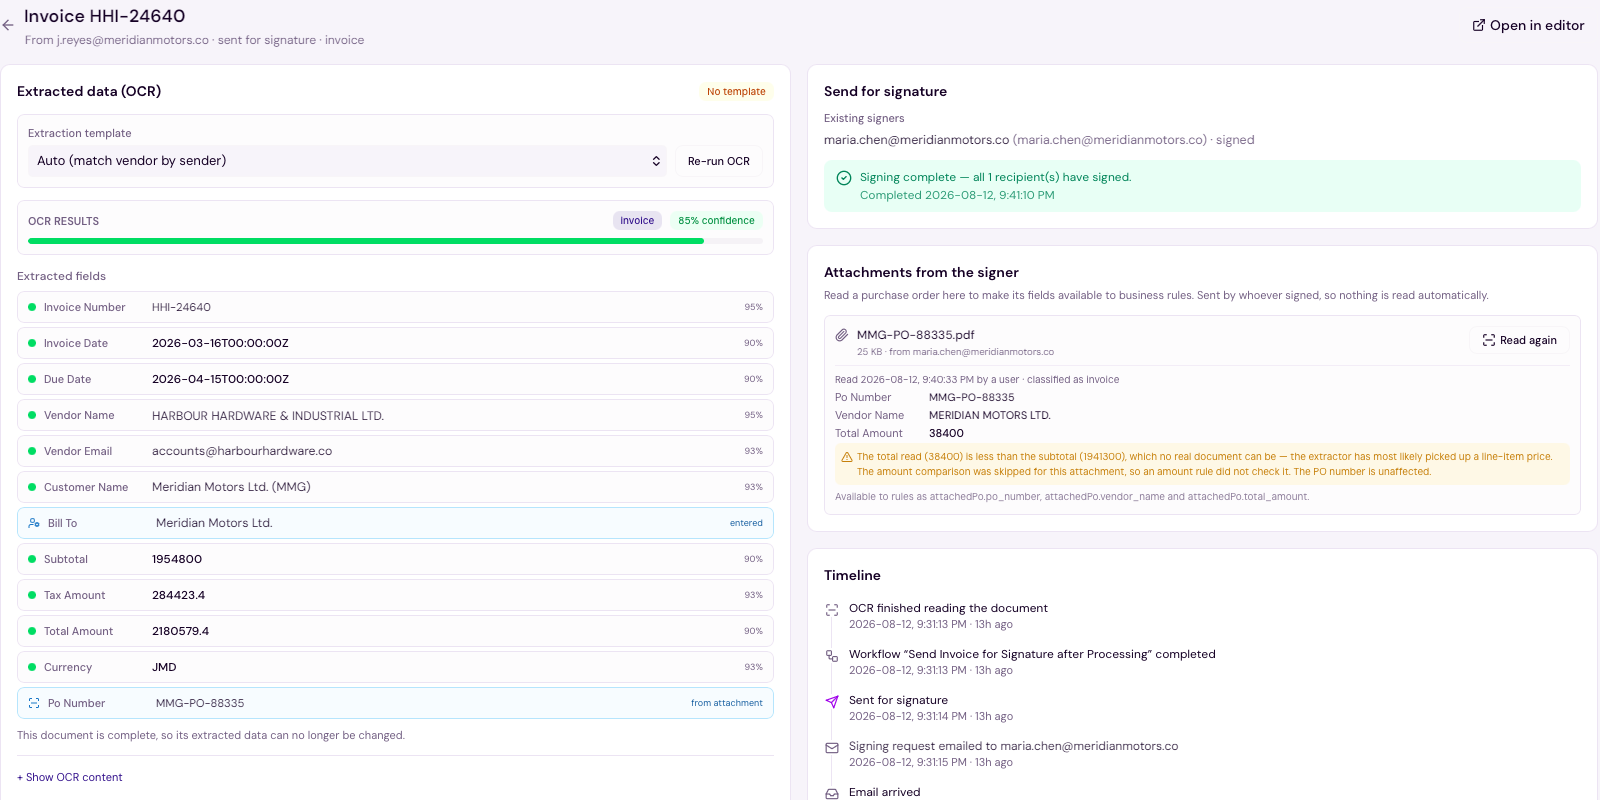 Invoice HHI-24640
From j.reyes@meridianmotors.co · sent for signature · invoice
Open in editor
Extracted data (OCR)
No template
Extraction template
Auto (match vendor by sender)
Re-run OCR
OCR RESULTS
Invoice
85% confidence
Extracted fields
Invoice Number HHI-24640 95%
Invoice Date 2026-03-16T00:00:00Z 90%
Due Date 2026-04-15T00:00:00Z 90%
Vendor Name HARBOUR HARDWARE & INDUSTRIAL LTD. 95%
Vendor Email accounts@harbourhardware.co 93%
Customer Name Meridian Motors Ltd. (MMG) 93%
Bill To Meridian Motors Ltd. entered
Subtotal 1954800 90%
Tax Amount 284423.4 93%
Total Amount 2180579.4 90%
Currency JMD 93%
Po Number MMG-PO-88335 from attachment
This document is complete, so its extracted data can no longer be changed.
+ Show OCR content
Send for signature
Existing signers
maria.chen@meridianmotors.co (maria.chen@meridianmotors.co) · signed
Signing complete — all 1 recipient(s) have signed.
Completed 2026-08-12, 9:41:10 PM
Attachments from the signer
Read a purchase order here to make its fields available to business rules. Sent by whoever signed, so nothing is read automatically.
MMG-PO-88335.pdf
25 KB · from maria.chen@meridianmotors.co
Read again
Read 2026-08-12, 9:40:33 PM by a user · classified as invoice
Po Number MMG-PO-88335
Vendor Name MERIDIAN MOTORS LTD.
Total Amount 38400
The total read (38400) is less than the subtotal (1941300), which no real document can be — the extractor has most likely picked up a line-item price.
The amount comparison was skipped for this attachment, so an amount rule did not check it. The PO number is unaffected.
Available to rules as attachedPo.po_number, attachedPo.vendor_name and attachedPo.total_amount.
Timeline
OCR finished reading the document
2026-08-12, 9:31:13 PM · 13h ago
Workflow “Send Invoice for Signature after Processing” completed
2026-08-12, 9:31:13 PM · 13h ago
Sent for signature
2026-08-12, 9:31:14 PM · 13h ago
Signing request emailed to maria.chen@meridianmotors.co
2026-08-12, 9:31:15 PM · 13h ago
Email arrived